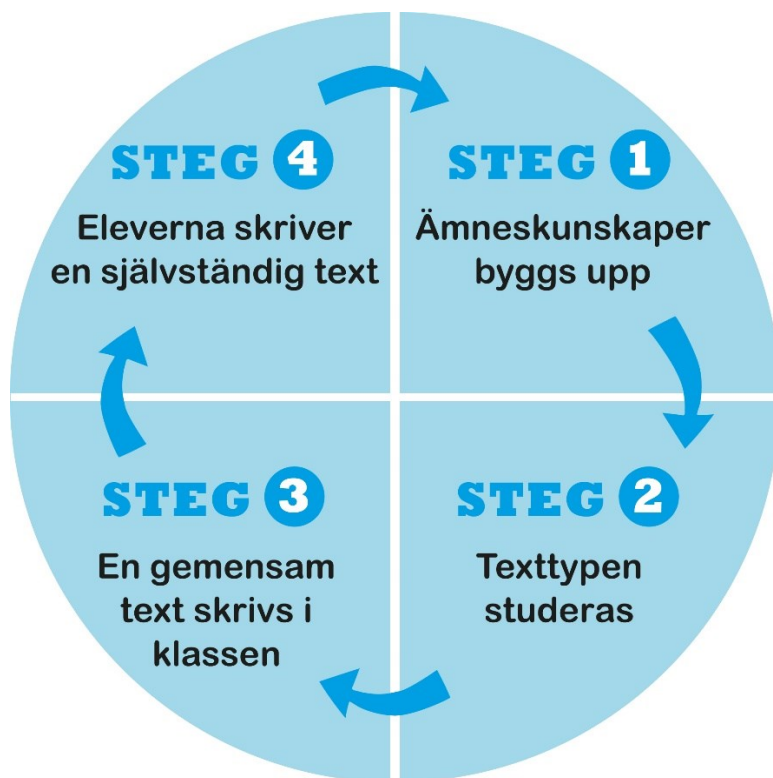 STEG 1
Ämneskunskaper
byggs upp
STEG 2
Texttypen
studeras
STEG 3
En gemensam
text skrivs i
klassen
STEG 4
Eleverna skriver
en självständig text